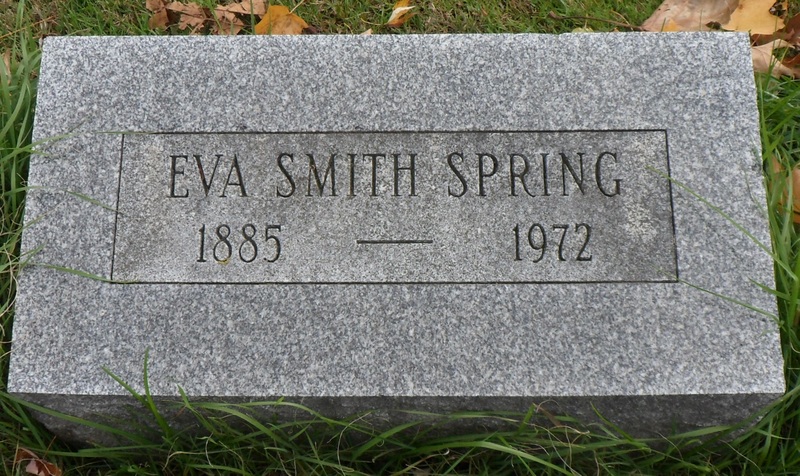 EVA SMITH SPRING
1885 — 1972